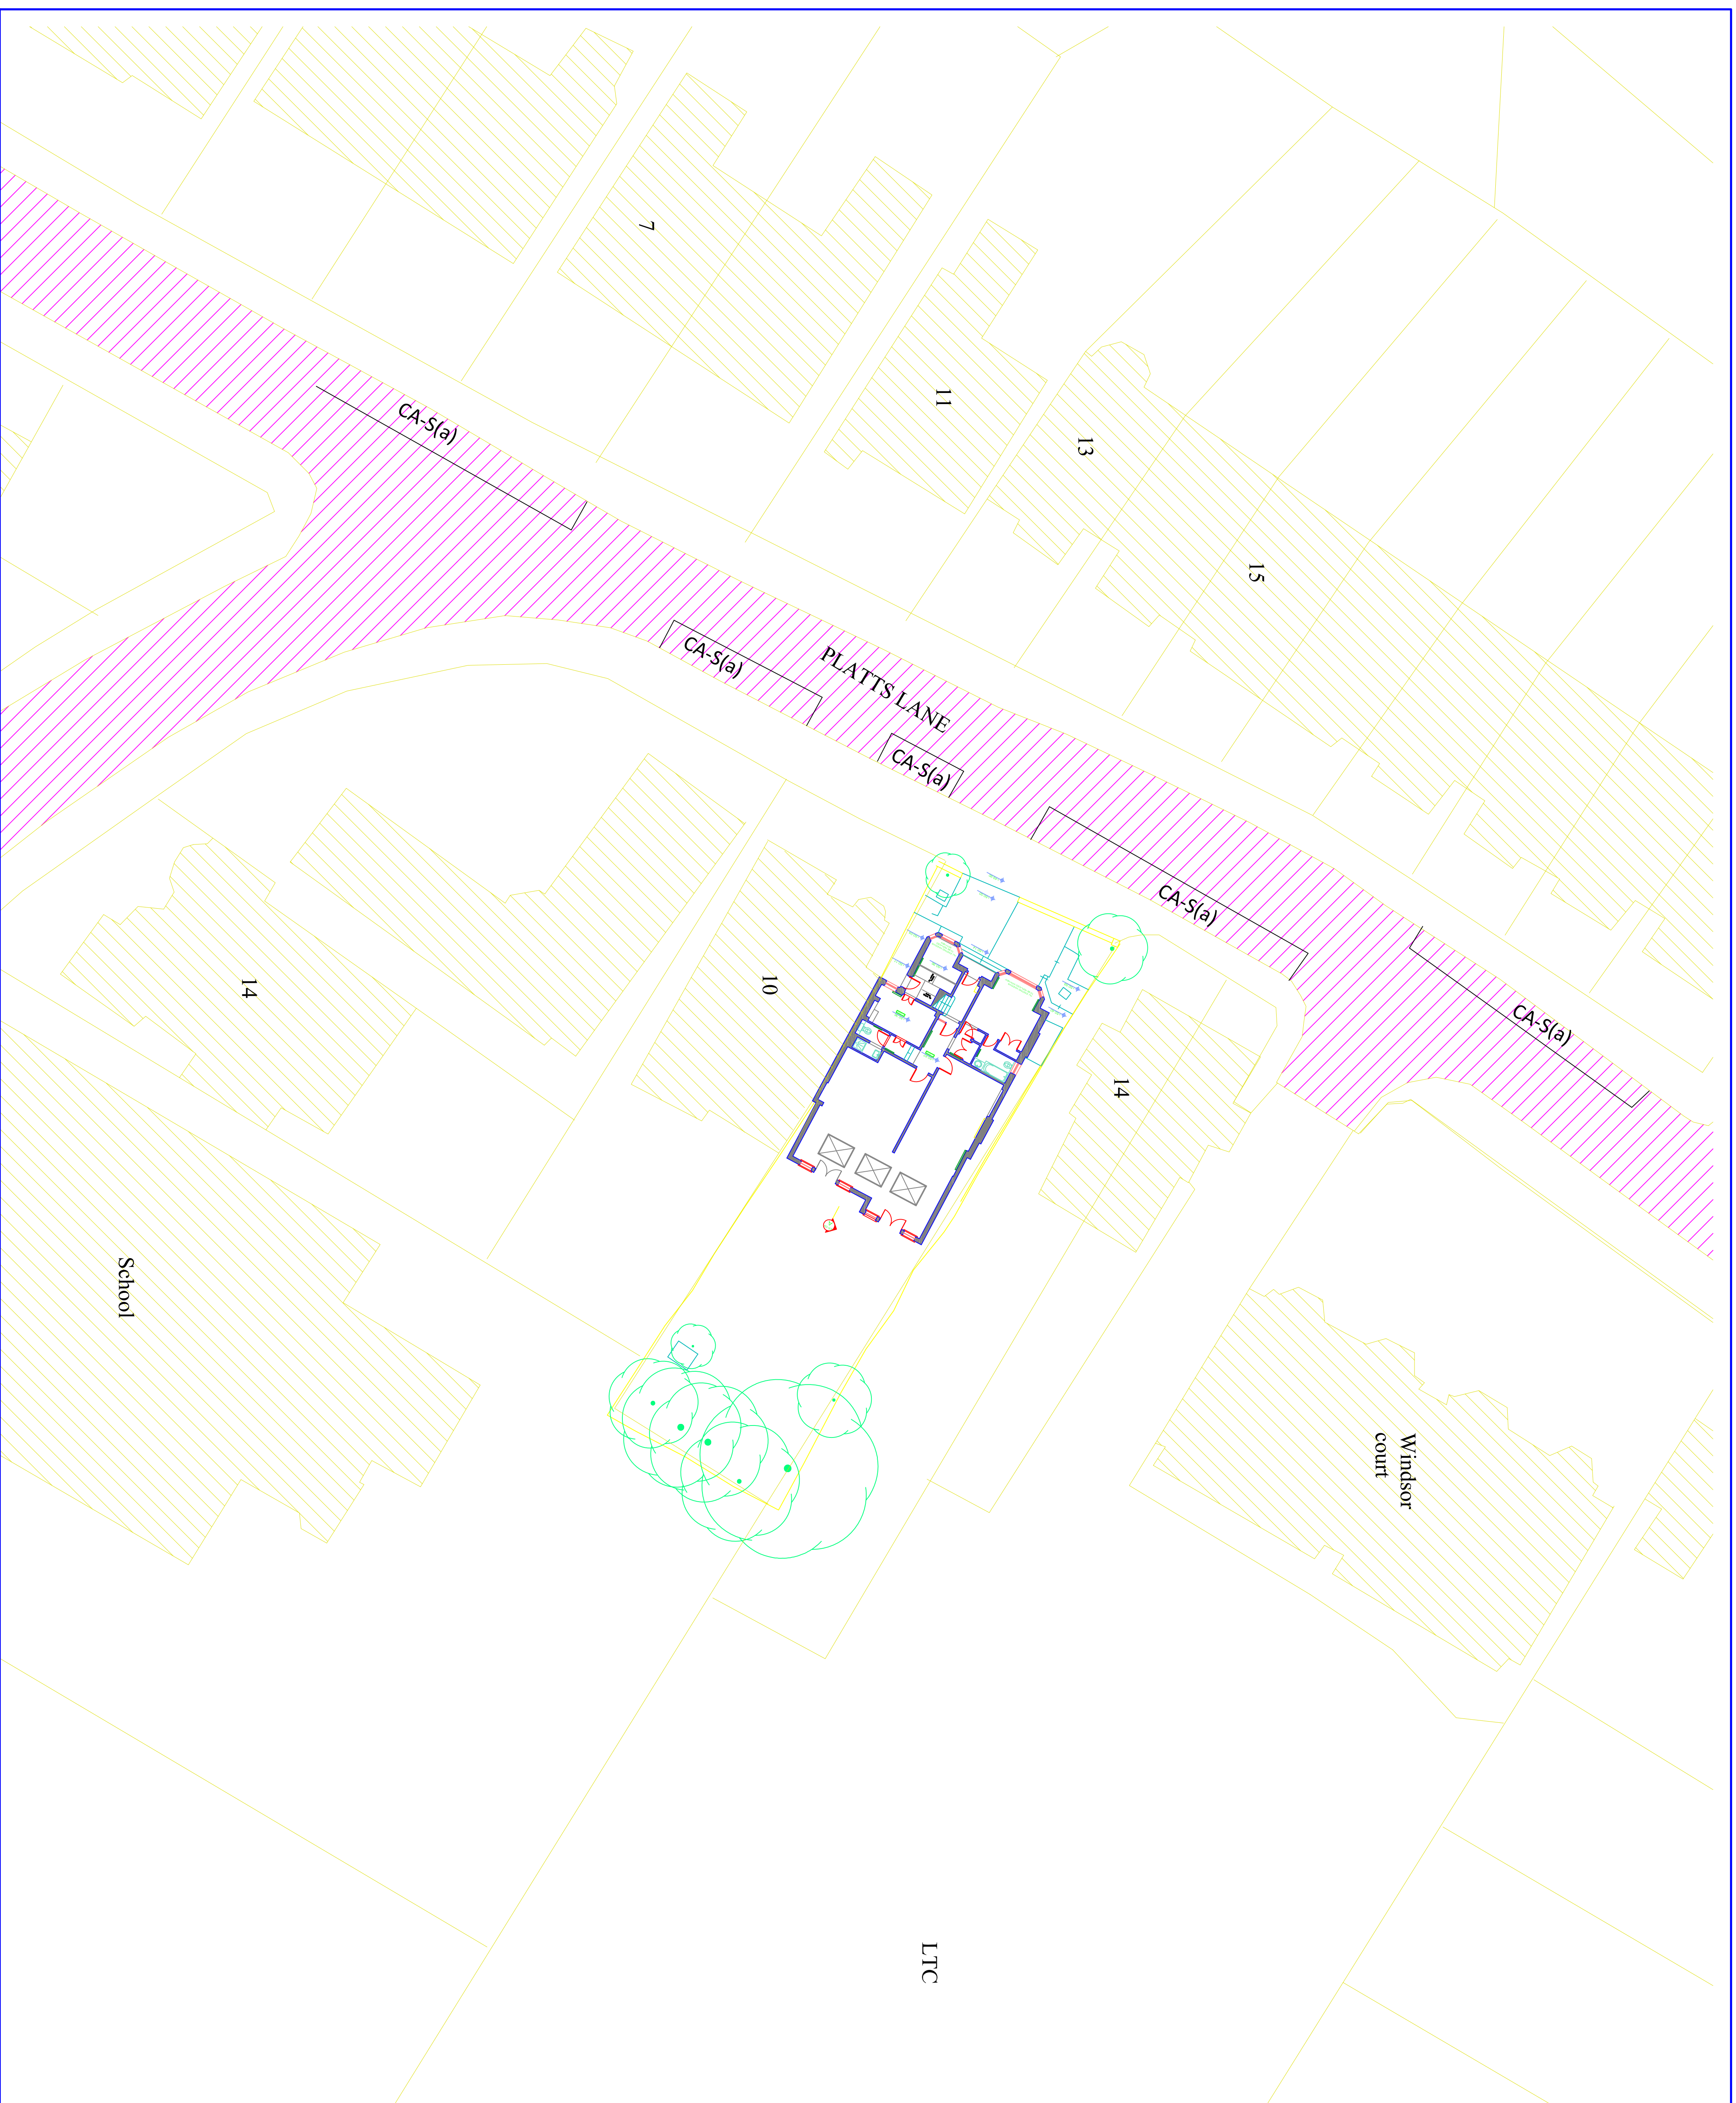 7
11
13
15
CA-S(a)
CA-S(a)
PLATTS LANE
CA-S(a)
CA-S(a)
CA-S(a)
14
10
14
School
Windsor
court
LTC